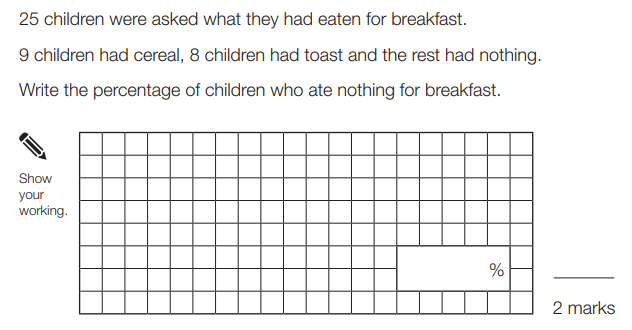 25 children were asked what they had eaten for breakfast.
9 children had cereal, 8 children had toast and the rest had nothing.
Write the percentage of children who ate nothing for breakfast.
Show
your
working.
%
2 marks